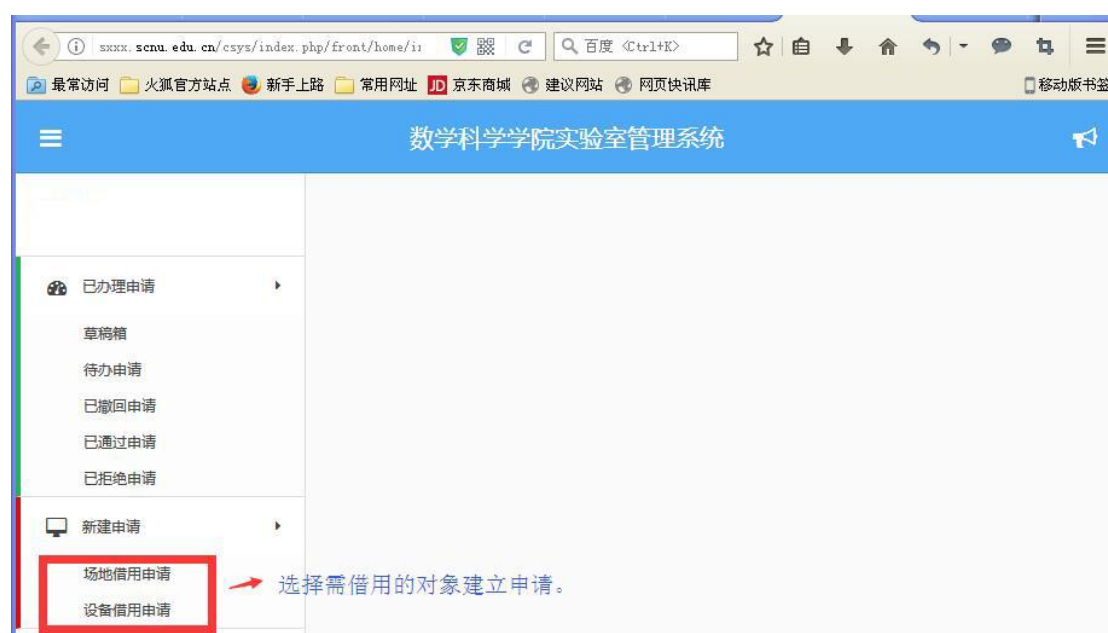 sxxx.scnu.edu.cn/csys/index.php/front/home/i
百度 <Ctrl+K>
最常访问 火狐官方站点 新手上路 常用网址 JD 京东商城 建议网站 网页快讯库 移动版书签
数学科学学院实验室管理系统
已办理申请
草稿箱
待办申请
已撤回申请
已通过申请
已拒绝申请
新建申请
场地借用申请
设备借用申请
选择需借用的对象建立申请。